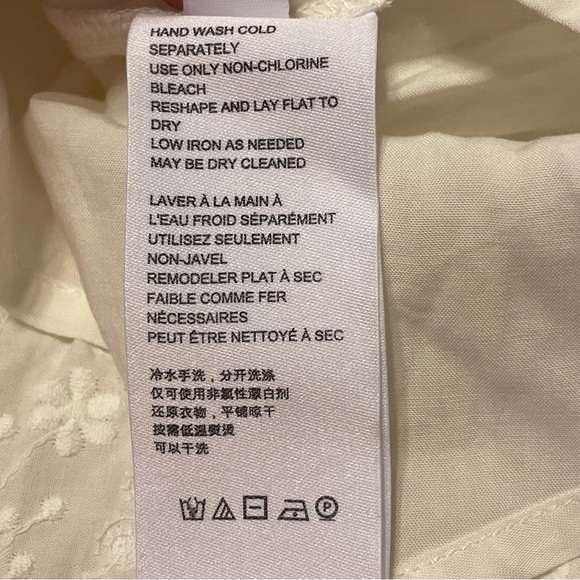 HAND WASH COLD
SEPARATELY
USE ONLY NON-CHLORINE
BLEACH
RESHAPE AND LAY FLAT TO
DRY
LOW IRON AS NEEDED
MAY BE DRY CLEANED
LAVER À LA MAIN À
L'EAU FROID SÉPARÉMENT
UTILISEZ SEULEMENT
NON-JAVEL
REMODELER PLAT À SEC
FAIBLE COMME FER
NÉCESSAIRES
PEUT ÊTRE NETTOYÉ À SEC
冷水手洗，分开洗涤
仅可使用非氯性漂白剂
还原衣物，平铺晾干
按需低温熨烫
可以干洗
P